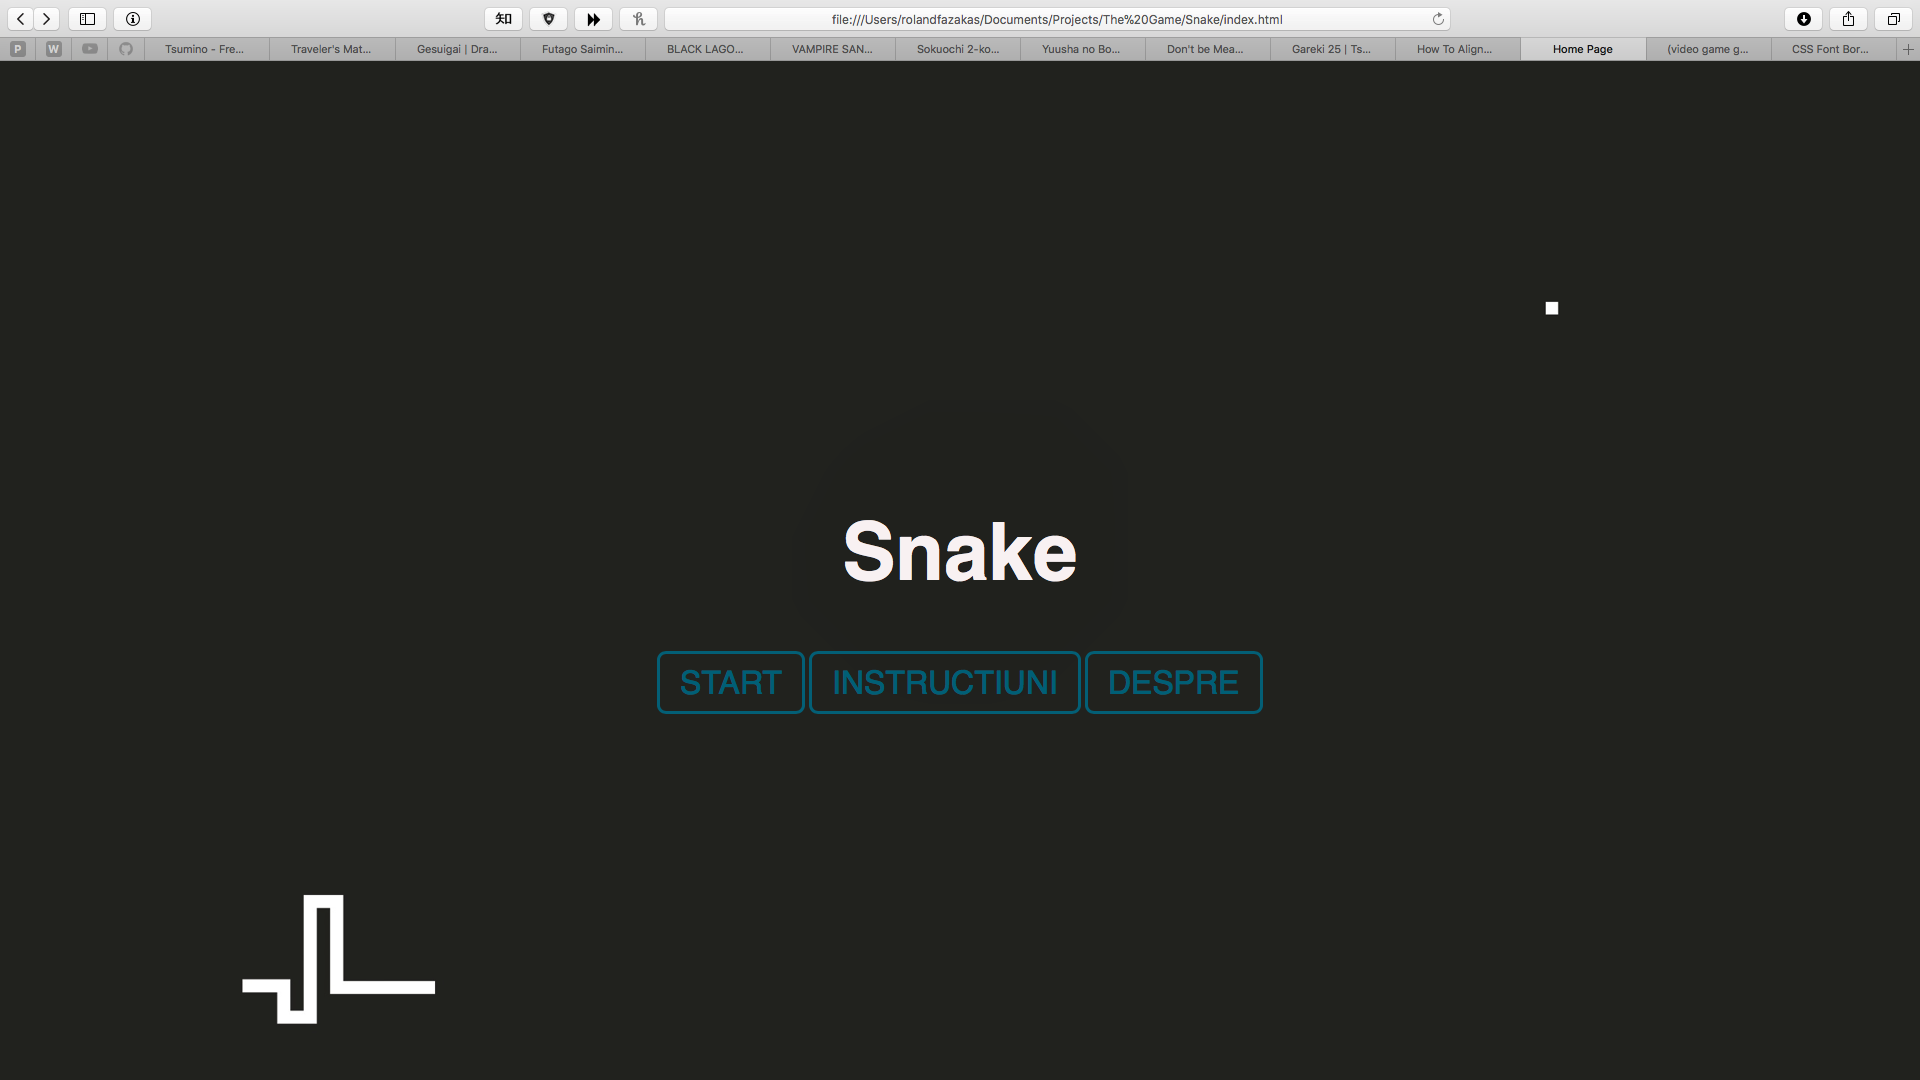 知
file:///Users/rolandfazakas/Documents/Projects/The%20Game/Snake/index.html
P W Tsumino - Fre... Traveler's Mat... Gesuigai | Dra... Futago Saimin... BLACK LAGO... VAMPIRE SAN... Sokuochi 2-ko... Yuusha no Bo... Don't be Mea... Gareki 25 | Ts... How To Align... Home Page (video game g... CSS Font Bor...
Snake
START INSTRUCTIUNI DESPRE